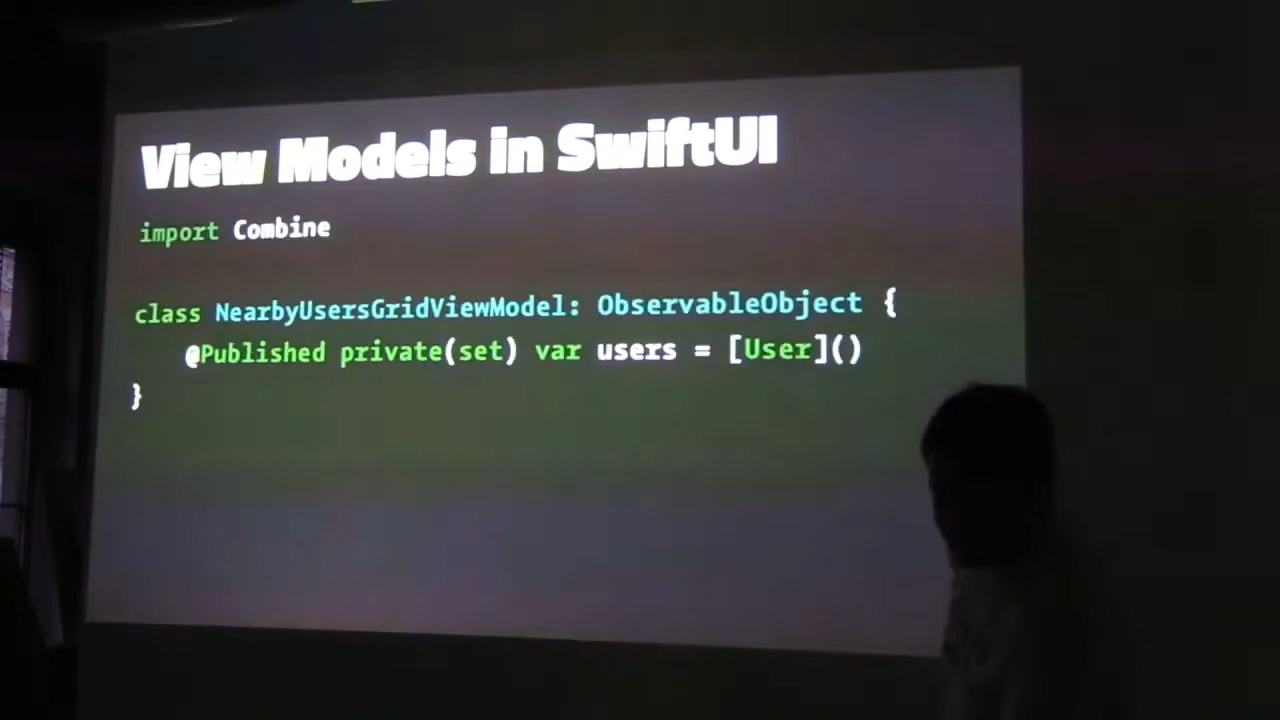 View Models in SwiftUI
import Combine
class NearbyUsersGridViewModel: ObservableObject {
@Published private(set) var users = [User]()
}